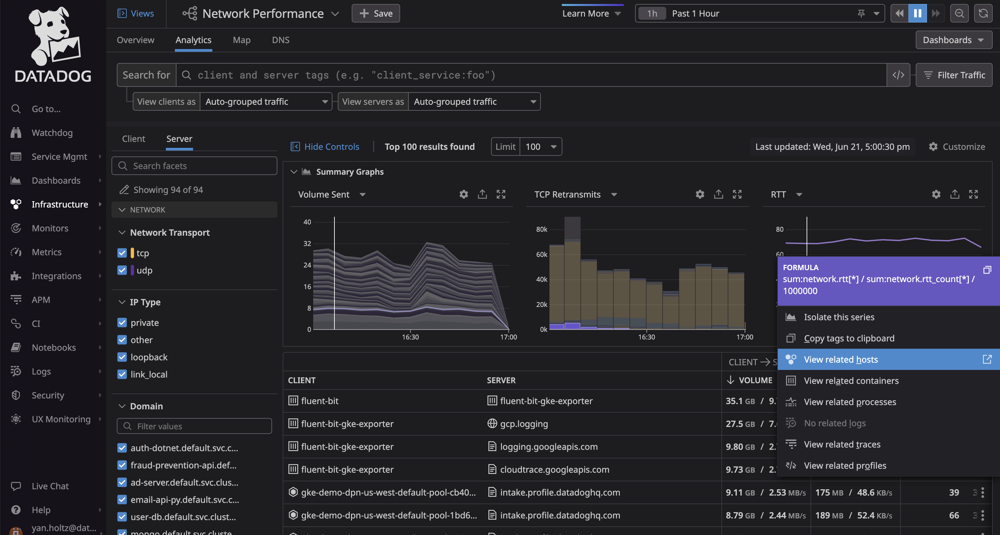 DATADOG
Go to...
Watchdog
Service Mgmt
Dashboards
Infrastructure
Monitors
Metrics
Integrations
APM
CI
Notebooks
Logs
Security
UX Monitoring
Live Chat
Help
yan.holtz@dat...
Views
Network Performance
Save
Learn More
1h Past 1 Hour
Overview Analytics Map DNS
Dashboards
Search for client and server tags (e.g. "client_service:foo")
</>
Filter Traffic
View clients as Auto-grouped traffic
View servers as Auto-grouped traffic
Client Server
Search facets
Showing 94 of 94
NETWORK
Network Transport
tcp
udp
IP Type
private
other
loopback
link_local
Domain
Filter values
auth-dotnet.default.svc.c...
fraud-prevention-api.def...
ad-server.default.svc.clus...
email-api-py.default.svc.c...
user-db.default.svc.clust...
mongo.default.svc.cluste...
Hide Controls
Top 100 results found
Limit 100
Last updated: Wed, Jun 21, 5:00:30 pm
Customize
Summary Graphs
Volume Sent
40
32
24
16
8
0
16:30 17:00
TCP Retransmits
80k
60k
40k
20k
0k
16:30 17:00
RTT
80
60
FORMULA
sum:network.rtt[*] / sum:network.rtt_count[*] /
1000000
Isolate this series
Copy tags to clipboard
View related hosts
View related containers
View related processes
No related logs
View related traces
View related profiles
CLIENT → S
CLIENT SERVER VOLUME
fluent-bit fluent-bit-gke-exporter 35.1 GB / 9.
fluent-bit-gke-exporter gcp.logging 27.5 GB / 7.
fluent-bit-gke-exporter logging.googleapis.com 9.80 GB / 2.
fluent-bit-gke-exporter cloudtrace.googleapis.com 9.73 GB / 2.
gke-demo-dpn-us-west-default-pool-cb40... intake.profile.datadoghq.com 9.11 GB / 2.53 MB/s 175 MB / 48.6 KB/s 39 3
gke-demo-dpn-us-west-default-pool-1bd6... intake.profile.datadoghq.com 8.79 GB / 2.44 MB/s 189 MB / 52.4 KB/s 66 3